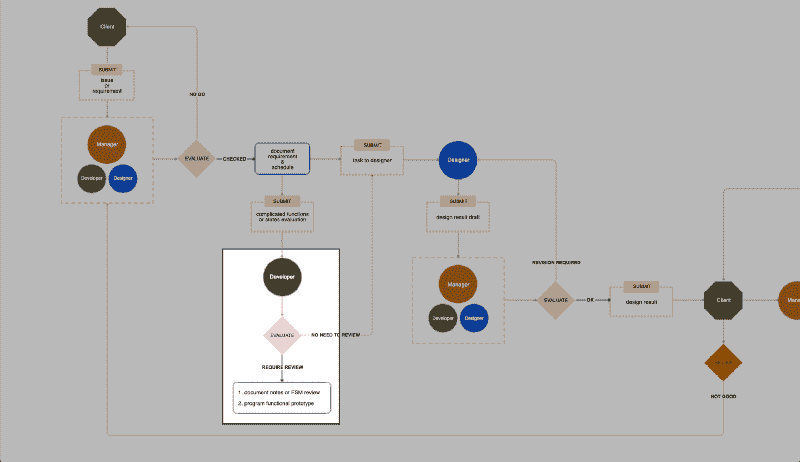 Client
SUBMIT
issue
or
requirement
NO GO
Manager
Developer
Designer
EVALUATE
CHECKED
document
requirement
&
schedule
SUBMIT
task to designer
Designer
SUBMIT
complicated functions
or states evaluation
SUBMIT
design result draft
Developer
EVALUATE
NO NEED TO REVIEW
REQUIRE REVIEW
1. document notes or FSM review
2. program functional prototype
Manager
Developer
Designer
REVISION REQUIRED
EVALUATE
OK
SUBMIT
design result
Client
NOT GOOD